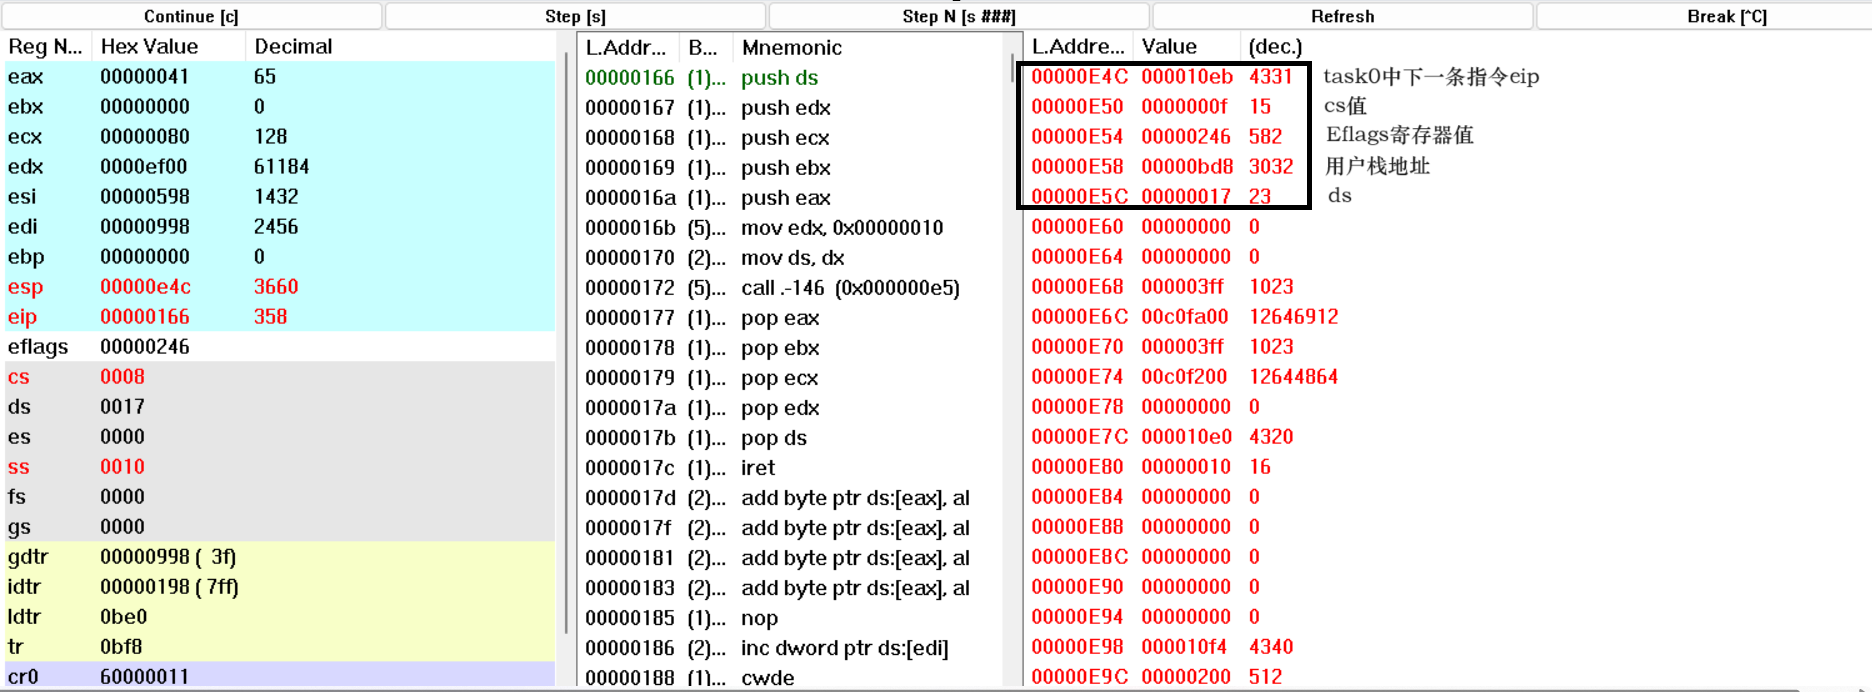 Continue [c] Step [s] Step N [s ###] Refresh Break [^C]
Reg N... Hex Value Decimal L.Addr... B... Mnemonic L.Addre... Value (dec.)
eax 00000041 65 00000166 (1)... push ds 00000E4C 000010eb 4331 task0中下一条指令eip
ebx 00000000 0 00000167 (1)... push edx 00000E50 0000000f 15 cs值
ecx 00000080 128 00000168 (1)... push ecx 00000E54 00000246 582 Eflags寄存器值
edx 0000ef00 61184 00000169 (1)... push ebx 00000E58 00000bd8 3032 用户栈地址
esi 00000598 1432 0000016a (1)... push eax 00000E5C 00000017 23 ds
edi 00000998 2456 0000016b (5)... mov edx, 0x00000010 00000E60 00000000 0
ebp 00000000 0 00000170 (2)... mov ds, dx 00000E64 00000000 0
esp 00000e4c 3660 00000172 (5)... call .-146 (0x000000e5) 00000E68 000003ff 1023
eip 00000166 358 00000177 (1)... pop eax 00000E6C 00c0fa00 12646912
eflags 00000246 00000178 (1)... pop ebx 00000E70 000003ff 1023
cs 0008 00000179 (1)... pop ecx 00000E74 00c0f200 12644864
ds 0017 0000017a (1)... pop edx 00000E78 00000000 0
es 0000 0000017b (1)... pop ds 00000E7C 000010e0 4320
ss 0010 0000017c (1)... iret 00000E80 00000010 16
fs 0000 0000017d (2)... add byte ptr ds:[eax], al 00000E84 00000000 0
gs 0000 0000017f (2)... add byte ptr ds:[eax], al 00000E88 00000000 0
gdtr 00000998 ( 3f) 00000181 (2)... add byte ptr ds:[eax], al 00000E8C 00000000 0
idtr 00000198 ( 7ff) 00000183 (2)... add byte ptr ds:[eax], al 00000E90 00000000 0
ldtr 0be0 00000185 (1)... nop 00000E94 00000000 0
tr 0bf8 00000186 (2)... inc dword ptr ds:[edi] 00000E98 000010f4 4340
cr0 60000011 00000188 (1)... cwde 00000E9C 00000200 512